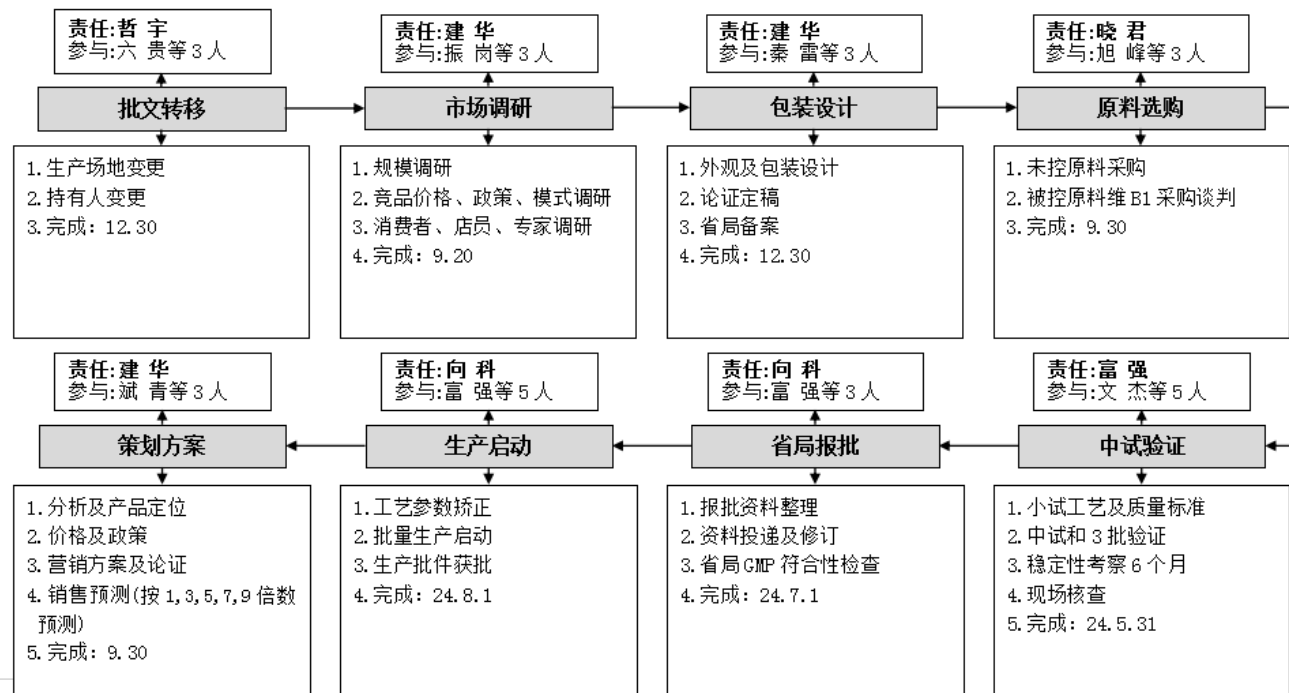 责任:哲 宇
参与:六 贵等3人
批文转移
1.生产场地变更
2.持有人变更
3.完成：12.30
责任:建 华
参与:振 岗等3人
市场调研
1.规模调研
2.竞品价格、政策、模式调研
3.消费者、店员、专家调研
4.完成：9.20
责任:建 华
参与:秦 雷等3人
包装设计
1.外观及包装设计
2.论证定稿
3.省局备案
4.完成：12.30
责任:晓 君
参与:旭 峰等3人
原料选购
1.未控原料采购
2.被控原料维B1采购谈判
3.完成：9.30
责任:建 华
参与:斌 青等3人
策划方案
1.分析及产品定位
2.价格及政策
3.营销方案及论证
4.销售预测(按1,3,5,7,9倍数
预测)
5.完成：9.30
责任:向 科
参与:富 强等5人
生产启动
1.工艺参数矫正
2.批量生产启动
3.生产批件获批
4.完成：24.8.1
责任:向 科
参与:富 强等3人
省局报批
1.报批资料整理
2.资料投递及修订
3.省局GMP符合性检查
4.完成：24.7.1
责任:富 强
参与:文 杰等5人
中试验证
1.小试工艺及质量标准
2.中试和3批验证
3.稳定性考察6个月
4.现场核查
5.完成：24.5.31